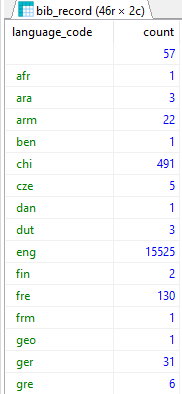 bib_record (46r × 2c)
language_code count
57
afr 1
ara 3
arm 22
ben 1
chi 491
cze 5
dan 1
dut 3
eng 15525
fin 2
fre 130
frm 1
geo 1
ger 31
gre 6